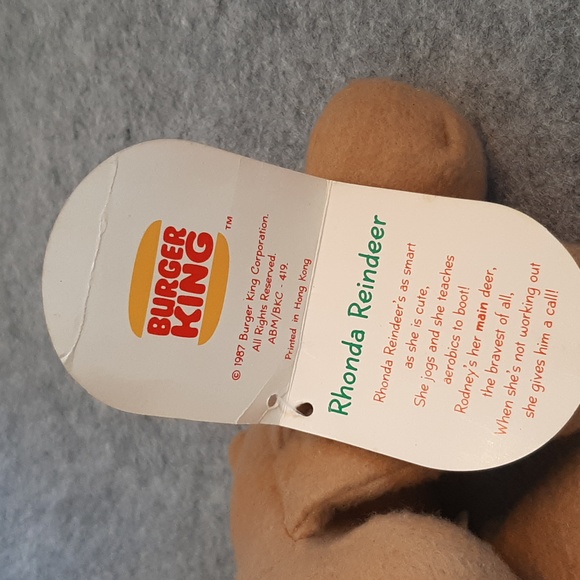 BURGER
KING™
© 1987 Burger King Corporation.
All Rights Reserved.
ABM/BKC - 419.
Printed in Hong Kong
Rhonda Reindeer
Rhonda Reindeer's as smart
as she is cute,
She jogs and she teaches
aerobics to boot!
Rodney's her main deer,
the bravest of all,
When she's not working out
she gives him a call!